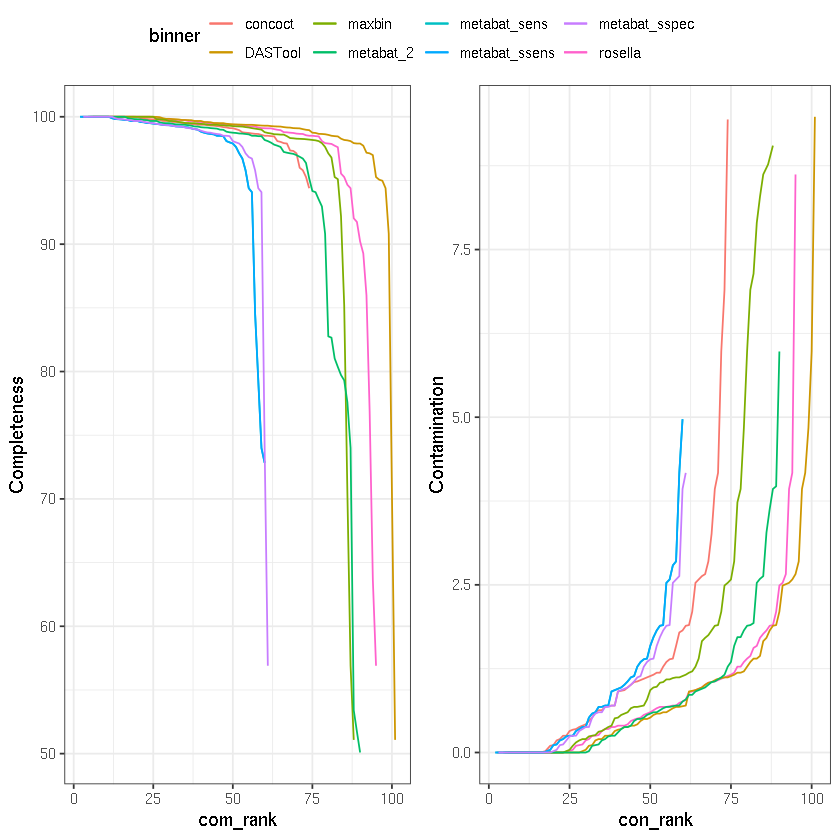 binner
concoct
maxbin
metabat_sens
metabat_sspec
DASTool
metabat_2
metabat_ssens
rosella
Completeness
100
90
80
70
60
50
0
25
50
75
100
com_rank
Contamination
7.5
5.0
2.5
0.0
0
25
50
75
100
con_rank